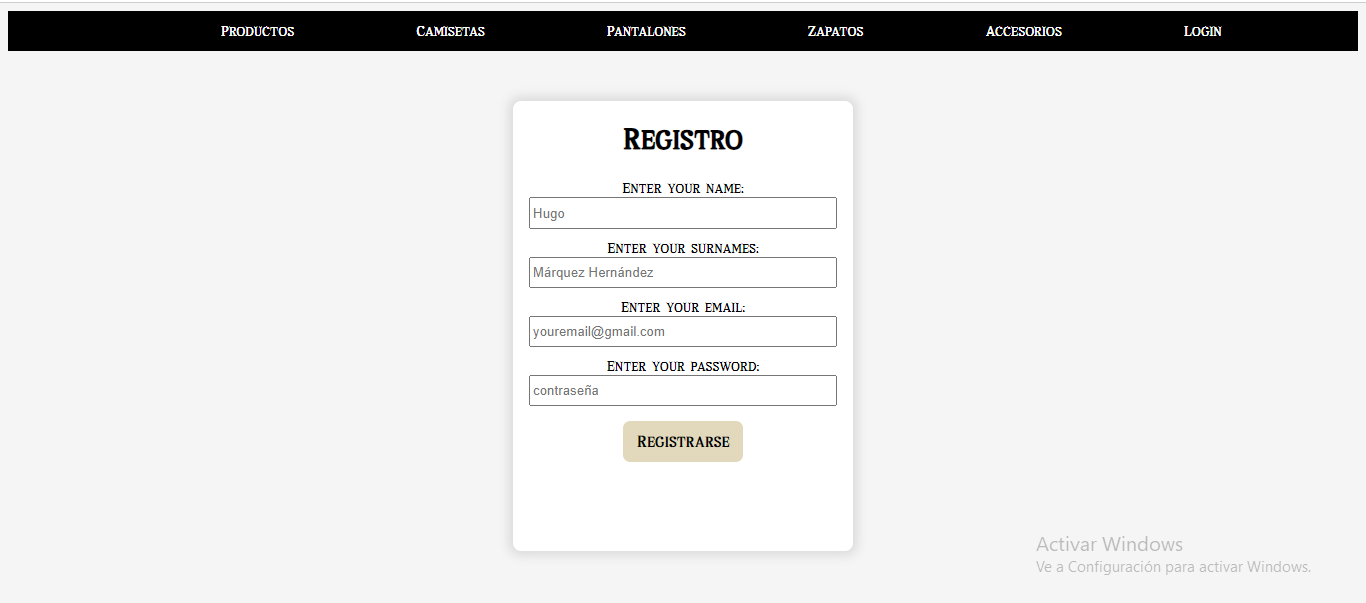 Productos Camisetas Pantalones Zapatos Accesorios Login
Registro
Enter your name:
Hugo
Enter your surnames:
Márquez Hernández
Enter your email:
youremail@gmail.com
Enter your password:
contraseña
Registrarse
Activar Windows
Ve a Configuración para activar Windows.